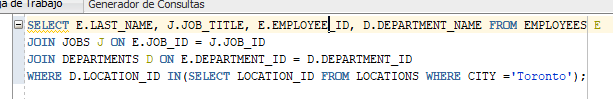 ja de Trabajo Generador de Consultas
SELECT E.LAST_NAME, J.JOB_TITLE, E.EMPLOYEE_ID, D.DEPARTMENT_NAME FROM EMPLOYEES E
JOIN JOBS J ON E.JOB_ID = J.JOB_ID
JOIN DEPARTMENTS D ON E.DEPARTMENT_ID = D.DEPARTMENT_ID
WHERE D.LOCATION_ID IN(SELECT LOCATION_ID FROM LOCATIONS WHERE CITY ='Toronto');